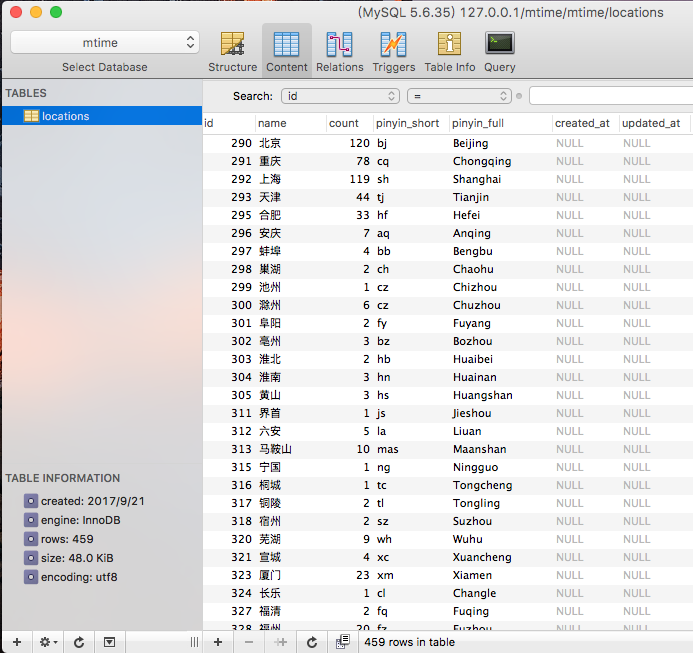 (MySQL 5.6.35) 127.0.0.1/mtime/mtime/locations
mtime
Select Database
Structure Content Relations Triggers Table Info Query
TABLES
locations
Search: id =
id name count pinyin_short pinyin_full created_at updated_at
290 北京 120 bj Beijing NULL NULL
291 重庆 78 cq Chongqing NULL NULL
292 上海 119 sh Shanghai NULL NULL
293 天津 44 tj Tianjin NULL NULL
295 合肥 33 hf Hefei NULL NULL
296 安庆 7 aq Anqing NULL NULL
297 蚌埠 4 bb Bengbu NULL NULL
298 巢湖 2 ch Chaohu NULL NULL
299 池州 1 cz Chizhou NULL NULL
300 滁州 6 cz Chuzhou NULL NULL
301 阜阳 2 fy Fuyang NULL NULL
302 亳州 3 bz Bozhou NULL NULL
303 淮北 2 hb Huaibei NULL NULL
304 淮南 3 hn Huainan NULL NULL
305 黄山 3 hs Huangshan NULL NULL
311 界首 1 js Jieshou NULL NULL
312 六安 5 la Liuan NULL NULL
313 马鞍山 10 mas Maanshan NULL NULL
315 宁国 1 ng Ningguo NULL NULL
316 桐城 1 tc Tongcheng NULL NULL
317 铜陵 2 tl Tongling NULL NULL
318 宿州 2 sz Suzhou NULL NULL
320 芜湖 9 wh Wuhu NULL NULL
321 宣城 4 xc Xuancheng NULL NULL
323 厦门 23 xm Xiamen NULL NULL
324 长乐 1 cl Changle NULL NULL
327 福清 2 fq Fuqing NULL NULL
328 福州 20 fz Fuzhou NULL NULL
TABLE INFORMATION
created: 2017/9/21
engine: InnoDB
rows: 459
size: 48.0 KiB
encoding: utf8
459 rows in table